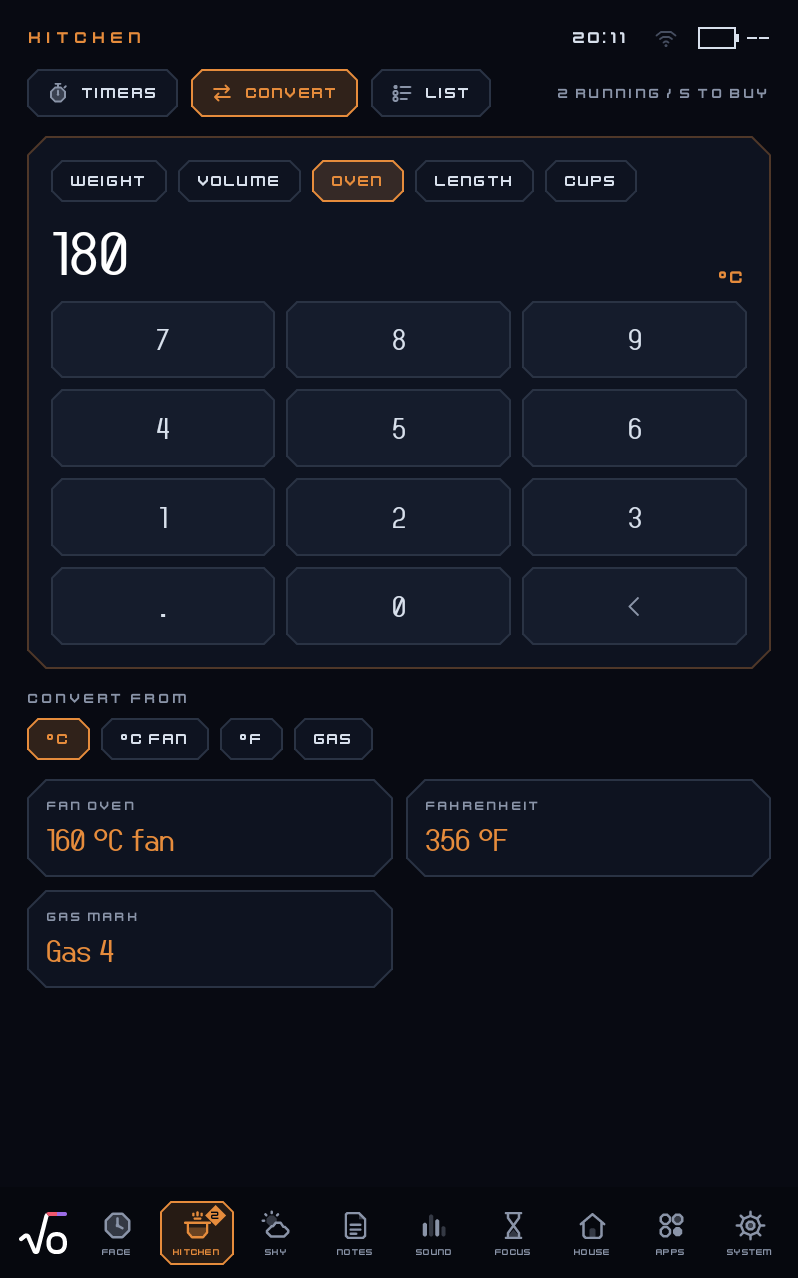 KITCHEN 20:11 --
TIMERS CONVERT LIST 2 RUNNING / 5 TO BUY
WEIGHT VOLUME OVEN LENGTH CUPS
180 °C
7 8 9
4 5 6
1 2 3
. 0
CONVERT FROM
°C °C FAN °F GAS
FAN OVEN FAHRENHEIT
160 °C fan 356 °F
GAS MARK
Gas 4
2
√o FACE KITCHEN SKY NOTES SOUND FOCUS HOUSE APPS SYSTEM